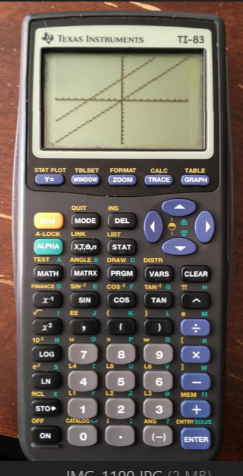 TEXAS INSTRUMENTS TI-83
STAT PLOT TBLSET FORMAT CALC TABLE
Y= WINDOW ZOOM TRACE GRAPH
QUIT INS
MODE DEL
A-LOCK LINK LIST
ALPHA X,T,θ,n STAT
TEST A ANGLE B DRAW C DISTR
MATH MATRX PRGM VARS CLEAR
FINANCE D SIN⁻¹ E COS⁻¹ F TAN⁻¹ G π H
x⁻¹ SIN COS TAN ^
√ I EE J { K } L e M
x² , ( ) ÷
10ˣ N u O v P w Q [ R
LOG 7 8 9 ×
eˣ S L4 T L5 U L6 V ] W
LN 4 5 6 −
RCL X L1 Y L2 Z L3 θ MEM "
STO▸ 1 2 3 +
OFF CATALOG i : ANS ? ENTRY SOLVE
ON 0 . (−) ENTER
IMG_1190.JPG (2 MB)